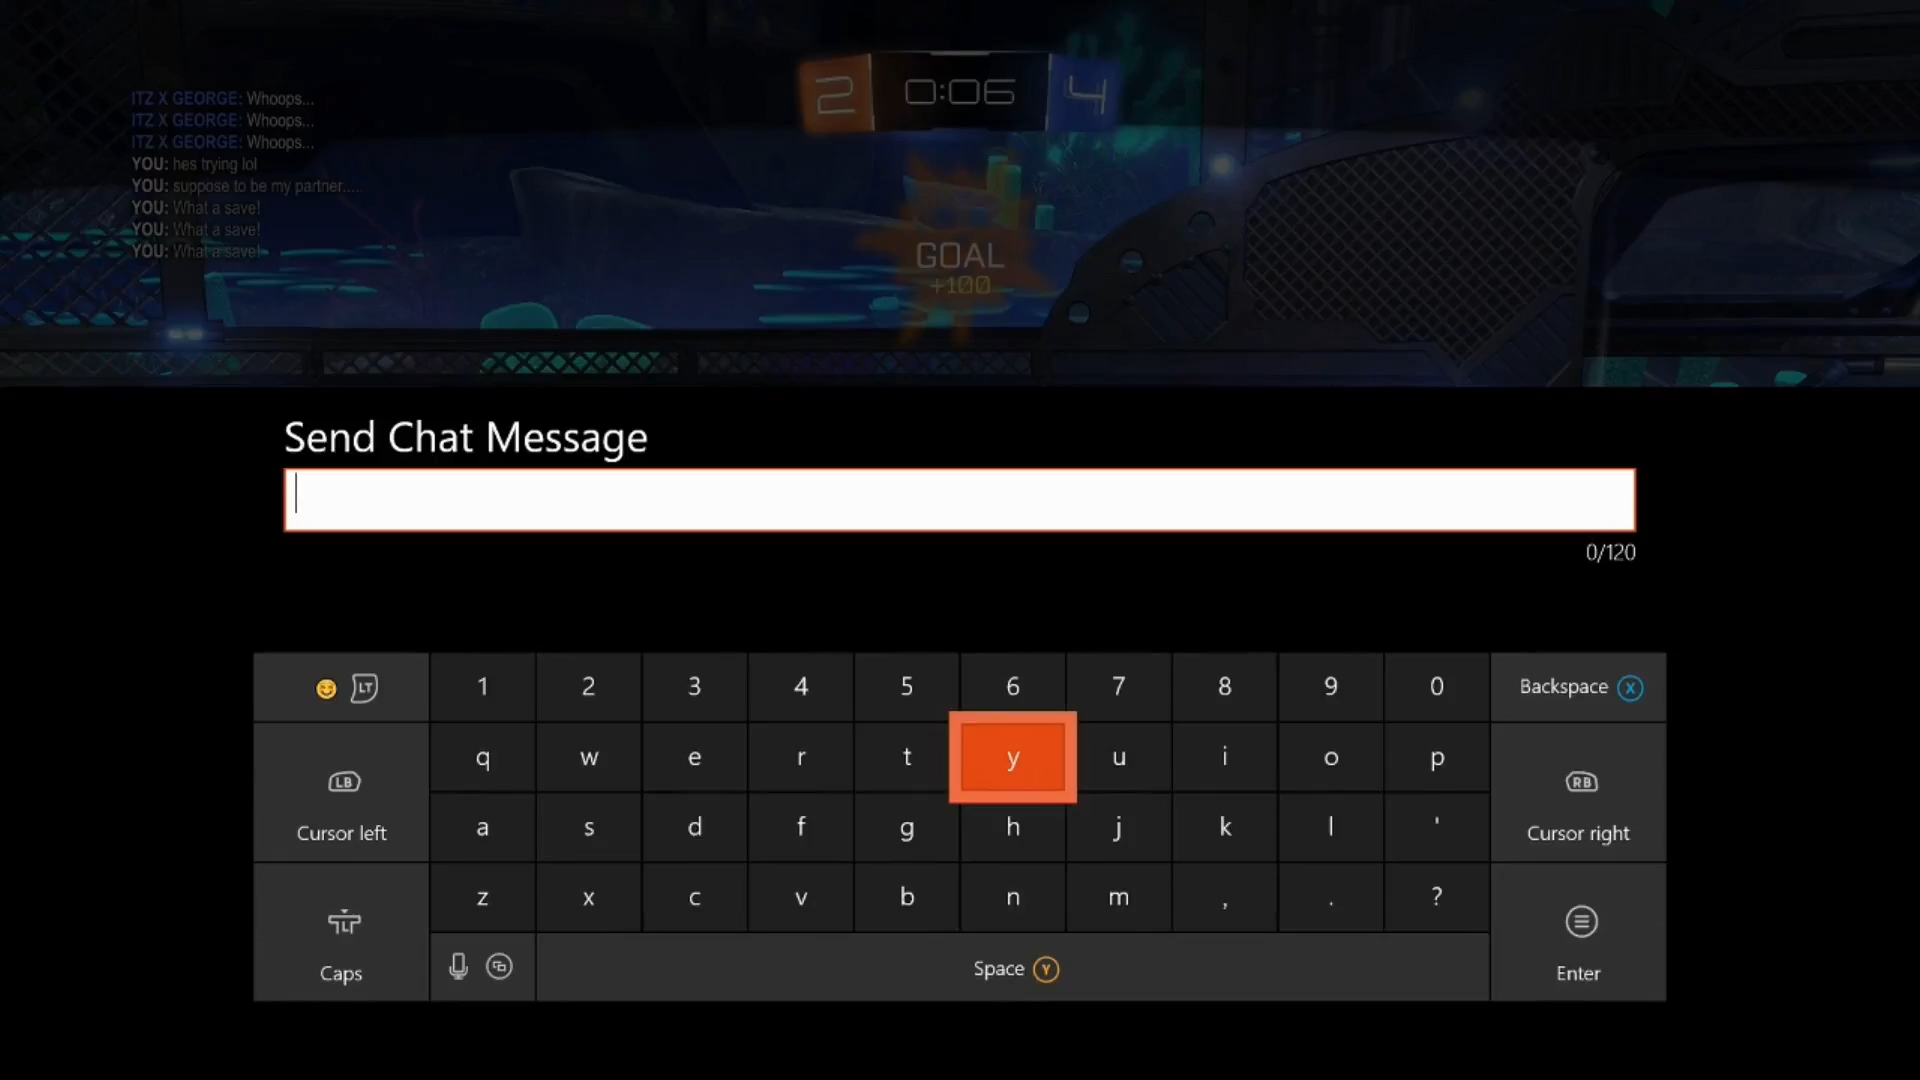 2 0:06 4
ITZ X GEORGE: Whoops...
ITZ X GEORGE: Whoops...
ITZ X GEORGE: Whoops...
YOU: hes trying lol
YOU: suppose to be my partner.....
YOU: What a save!
YOU: What a save!
YOU: What a save!
GOAL
+100
Send Chat Message
0/120
LT 1 2 3 4 5 6 7 8 9 0 Backspace X
q w e r t y u i o p
LB RB
Cursor left a s d f g h j k l ' Cursor right
z x c v b n m , . ?
Caps Space Y Enter